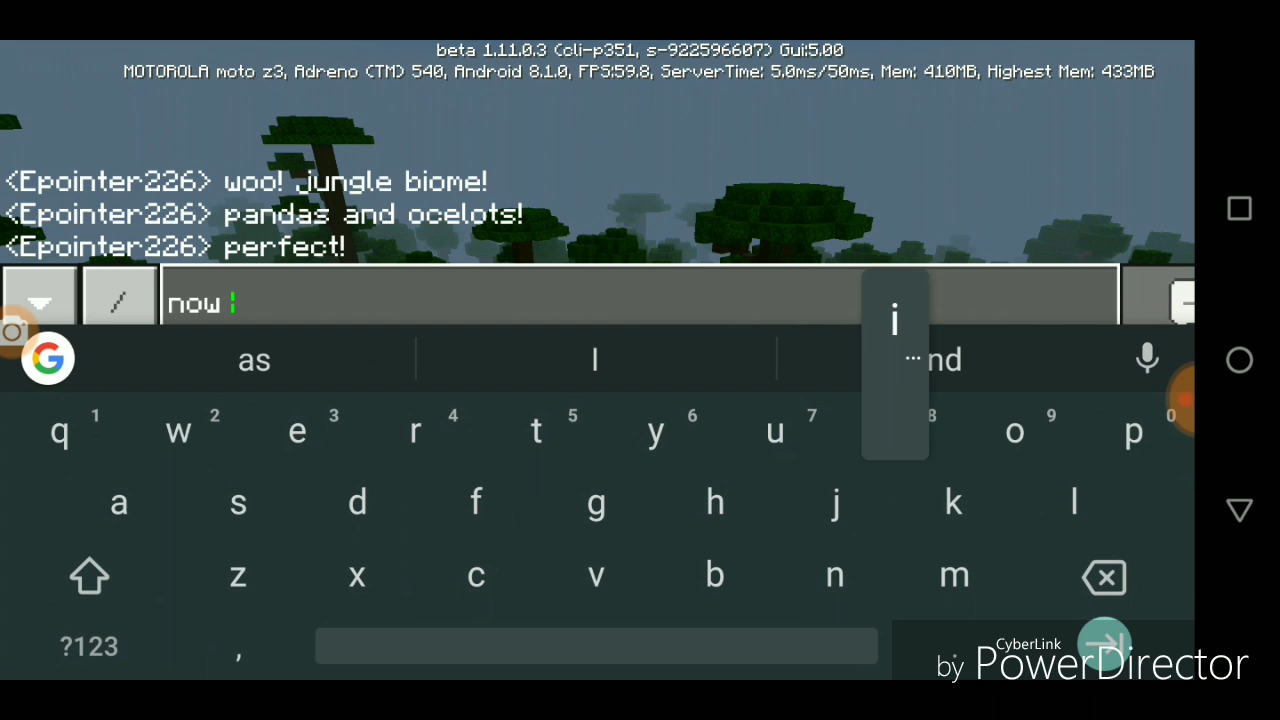 beta 1.11.0.3 (cli-p351, s-922596607) Gui:5.00
MOTOROLA moto z3, Adreno (TM) 540, Android 8.1.0, FPS:59.8, ServerTime: 5.0ms/50ms, Mem: 410MB, Highest Mem: 433MB
<Epointer226> woo! jungle biome!
<Epointer226> pandas and ocelots!
<Epointer226> perfect!
/ now
i
...
G as I nd
1 2 3 4 5 6 7 8 9 0
q w e r t y u o p
a s d f g h j k l
z x c v b n m
?123 , .
CyberLink
by PowerDirector